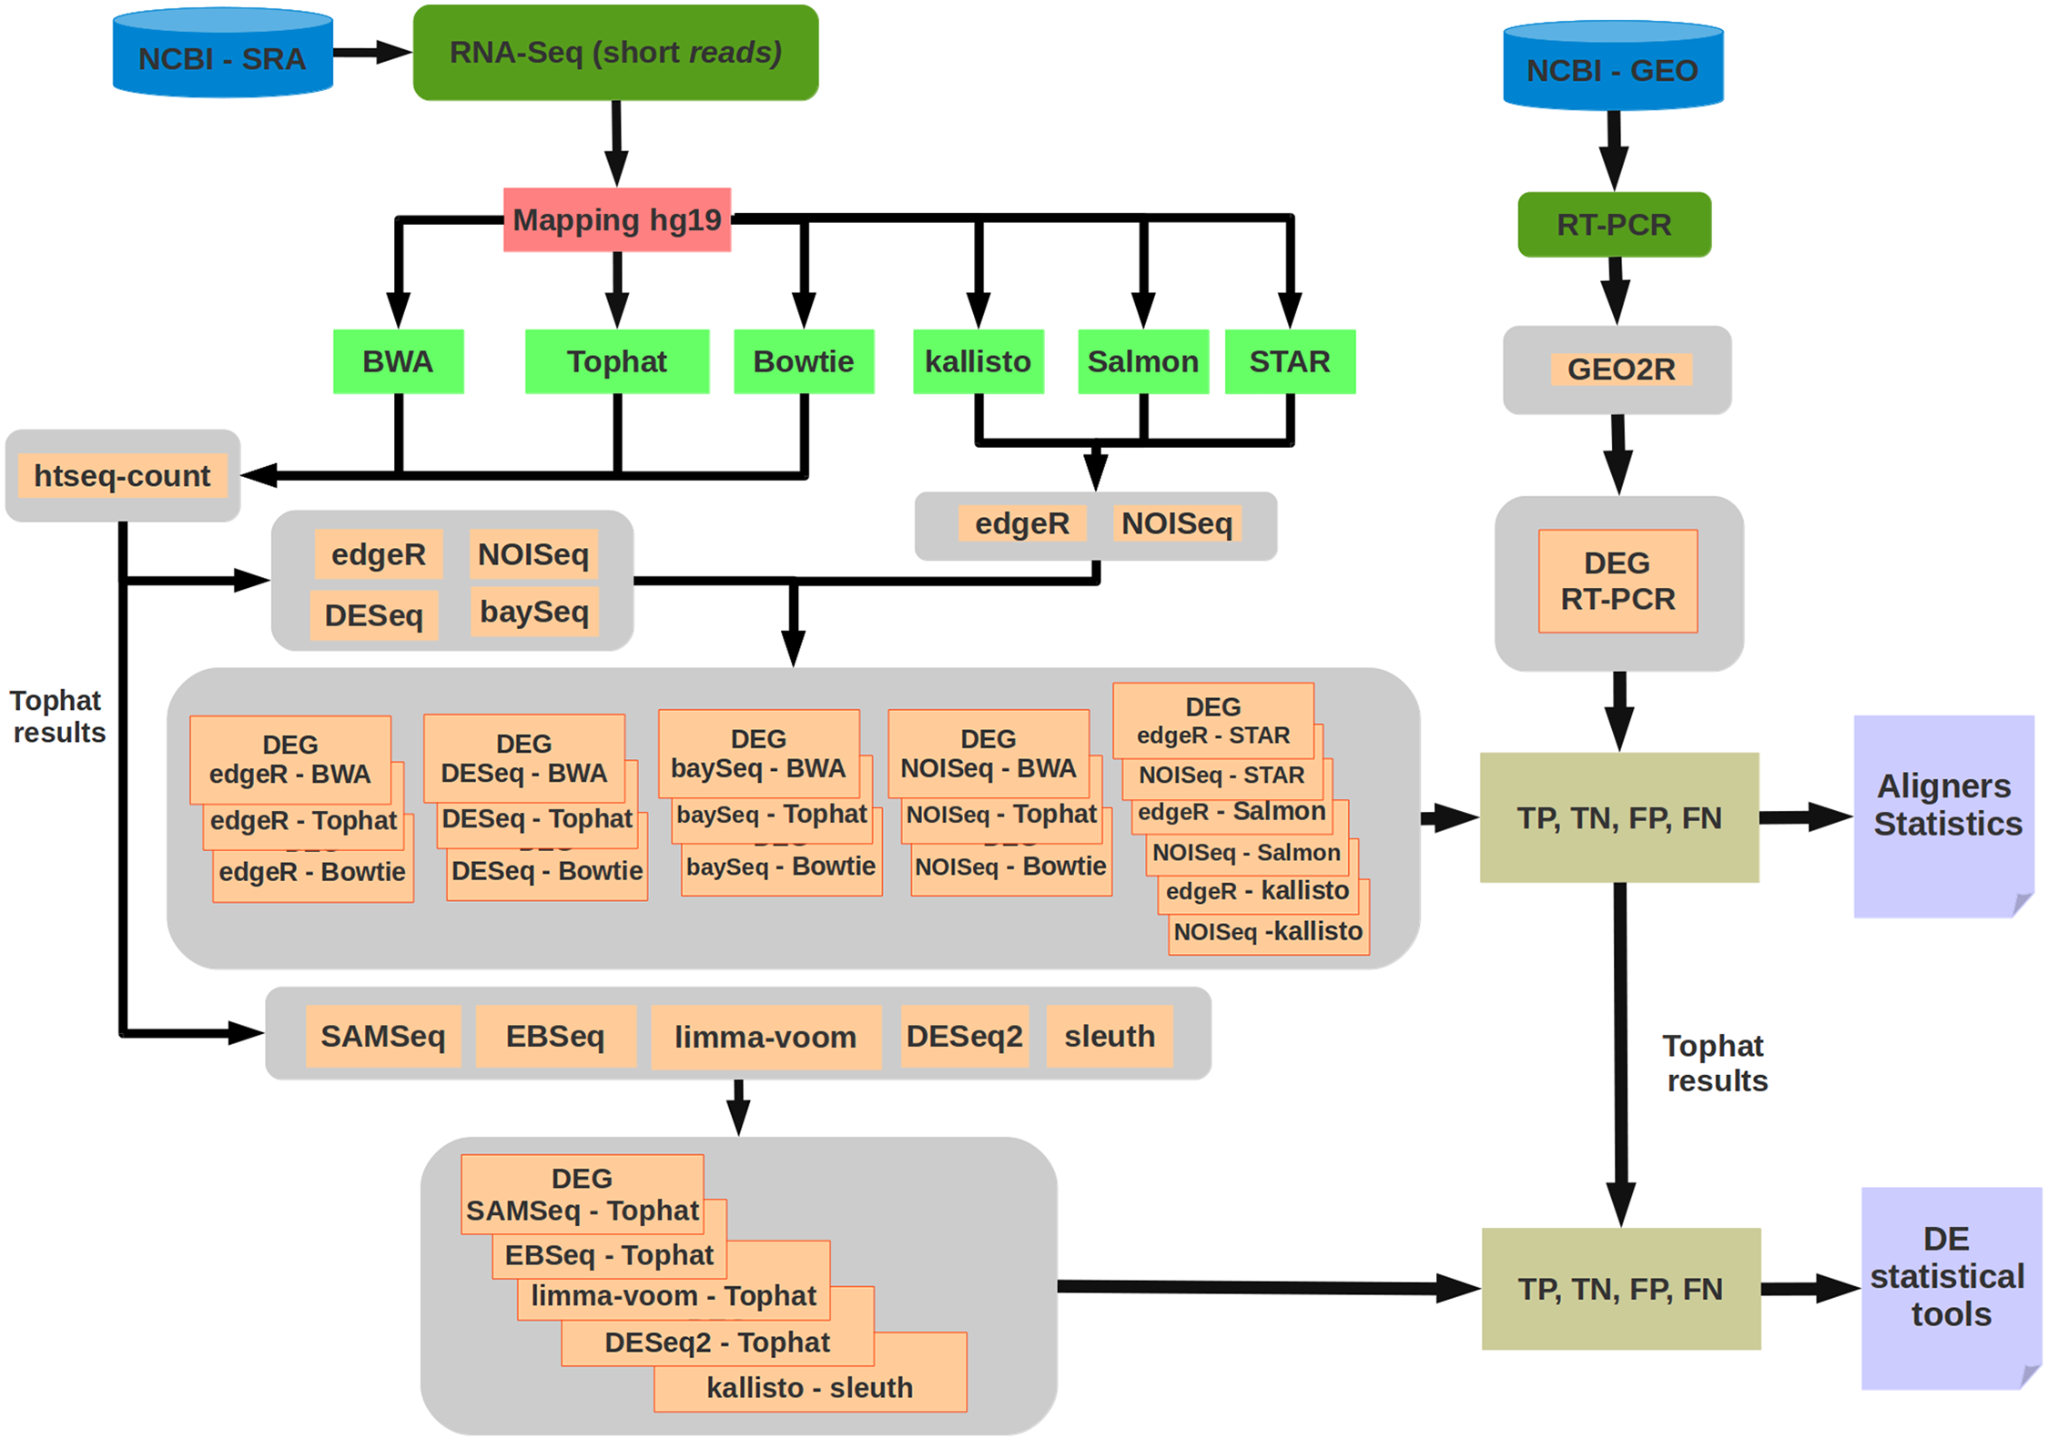 NCBI - SRA
RNA-Seq (short reads)
NCBI - GEO
Mapping hg19
RT-PCR
BWA
Tophat
Bowtie
kallisto
Salmon
STAR
GEO2R
htseq-count
edgeR
NOISeq
DESeq
baySeq
edgeR
NOISeq
DEG
RT-PCR
Tophat
results
DEG
edgeR - BWA
edgeR - Tophat
edgeR - Bowtie
DEG
DESeq - BWA
DESeq - Tophat
DESeq - Bowtie
DEG
baySeq - BWA
baySeq - Tophat
baySeq - Bowtie
DEG
NOISeq - BWA
NOISeq - Tophat
NOISeq - Bowtie
DEG
edgeR - STAR
NOISeq - STAR
edgeR - Salmon
NOISeq - Salmon
edgeR - kallisto
NOISeq -kallisto
TP, TN, FP, FN
Aligners
Statistics
SAMSeq
EBSeq
limma-voom
DESeq2
sleuth
Tophat
results
DEG
SAMSeq - Tophat
EBSeq - Tophat
limma-voom - Tophat
DESeq2 - Tophat
kallisto - sleuth
TP, TN, FP, FN
DE
statistical
tools